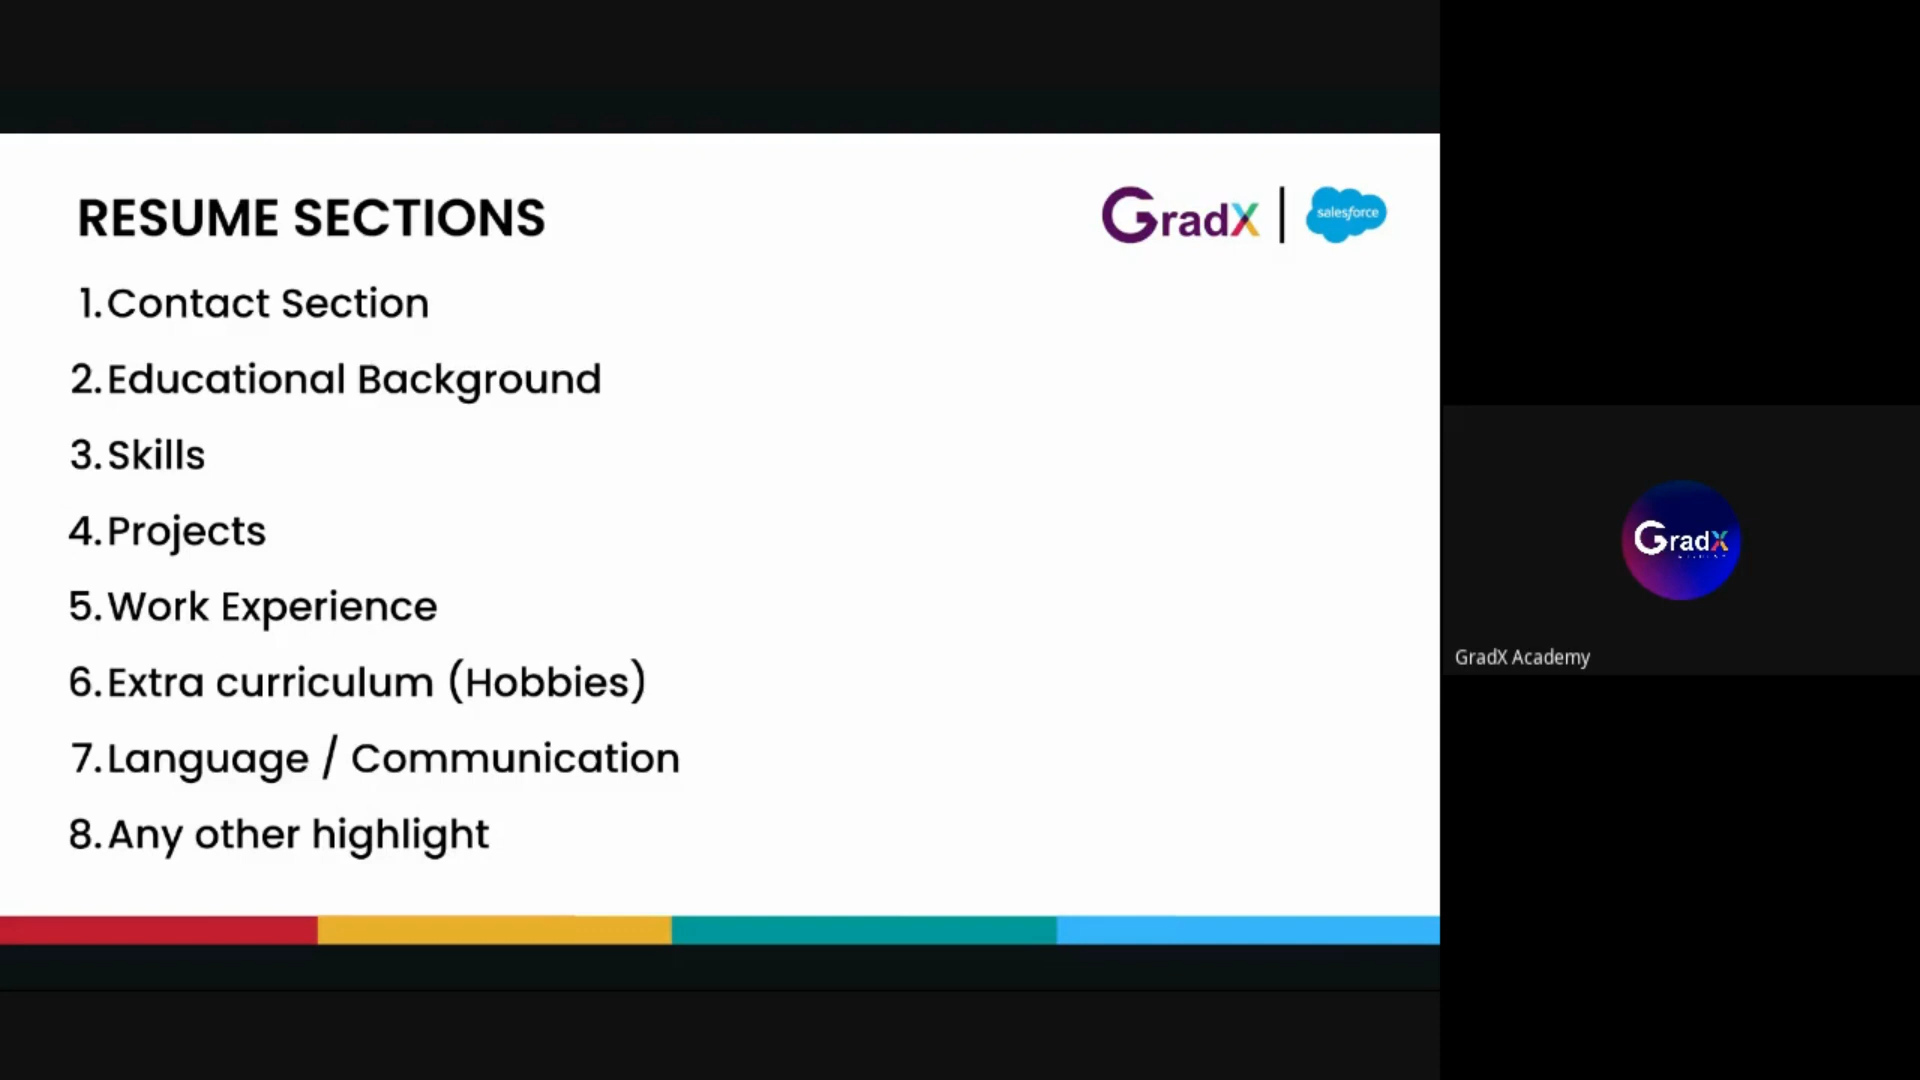 RESUME SECTIONS
GradX | salesforce
1. Contact Section
2. Educational Background
3. Skills
4. Projects
5. Work Experience
6. Extra curriculum (Hobbies)
7. Language / Communication
8. Any other highlight
GradX
GradX Academy